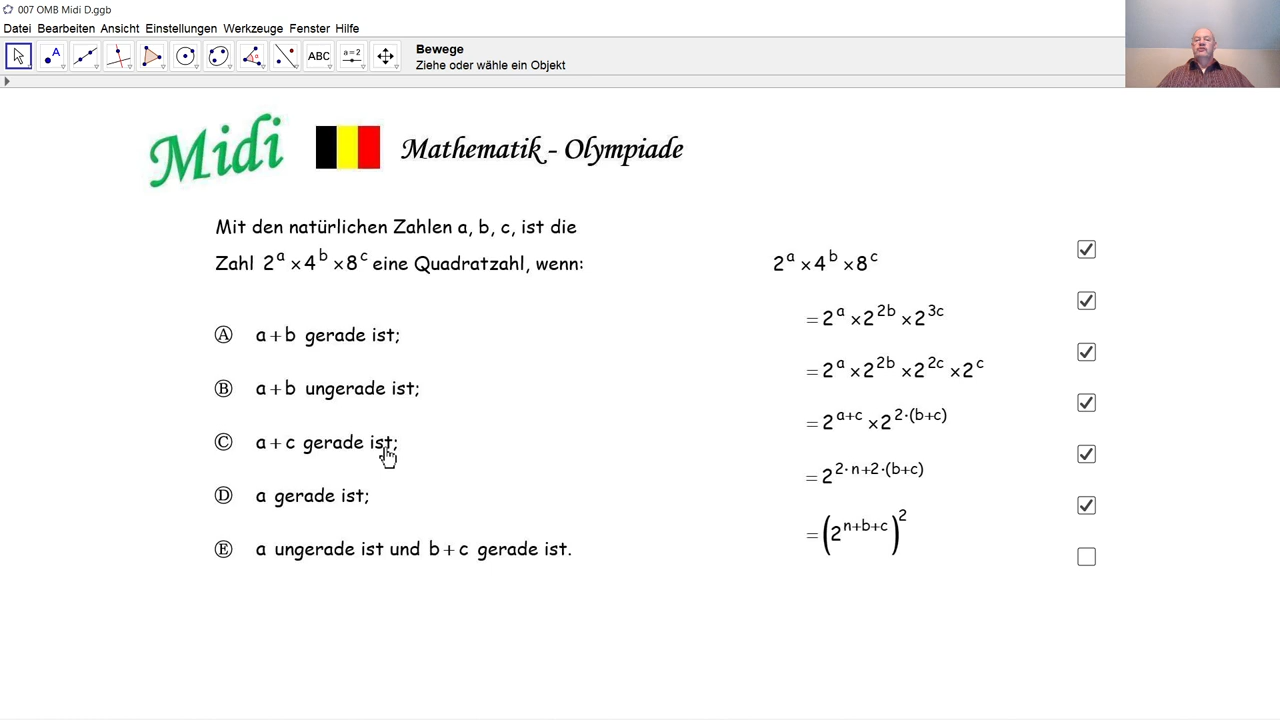 007 OMB Midi D.ggb
Datei Bearbeiten Ansicht Einstellungen Werkzeuge Fenster Hilfe
A
ABC
a=2
Bewege
Ziehe oder wähle ein Objekt
Midi
Mathematik - Olympiade
Mit den natürlichen Zahlen a, b, c, ist die
Zahl 2^a × 4^b × 8^c eine Quadratzahl, wenn:
Ⓐ a + b gerade ist;
Ⓑ a + b ungerade ist;
Ⓒ a + c gerade ist;
Ⓓ a gerade ist;
Ⓔ a ungerade ist und b + c gerade ist.
2^a × 4^b × 8^c
= 2^a × 2^{2b} × 2^{3c}
= 2^a × 2^{2b} × 2^{2c} × 2^c
= 2^{a+c} × 2^{2·(b+c)}
= 2^{2·n+2·(b+c)}
= (2^{n+b+c})^2